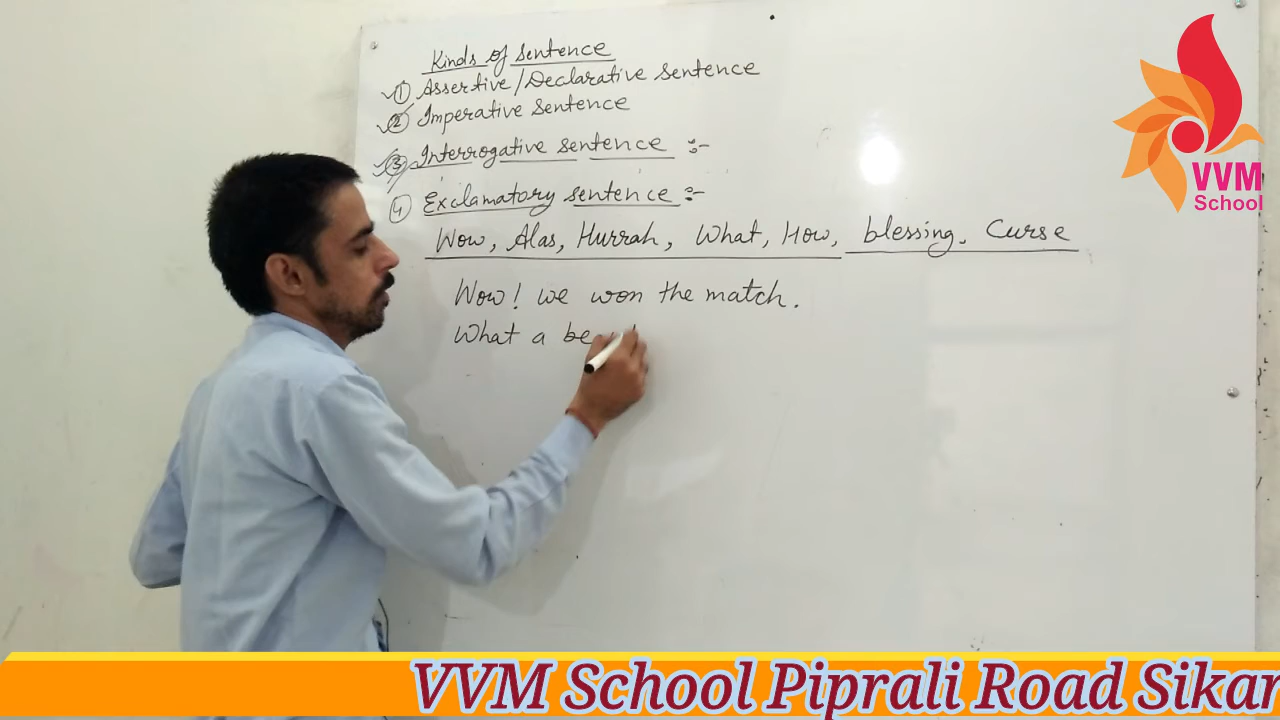 Kinds of sentence
① Assertive/Declarative sentence
② Imperative sentence
③ Interrogative sentence :-
④ Exclamatory sentence :-
Wow, Alas, Hurrah, What, How, blessing, Curse
Wow! we won the match.
What a
VVM
School
VVM School Piprali Road Sikar